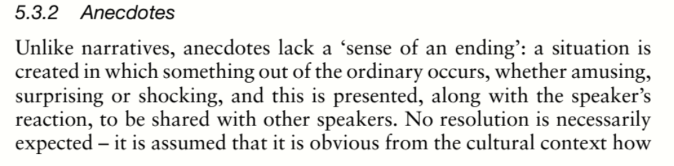 5.3.2 Anecdotes
Unlike narratives, anecdotes lack a ‘sense of an ending’: a situation is
created in which something out of the ordinary occurs, whether amusing,
surprising or shocking, and this is presented, along with the speaker’s
reaction, to be shared with other speakers. No resolution is necessarily
expected – it is assumed that it is obvious from the cultural context how